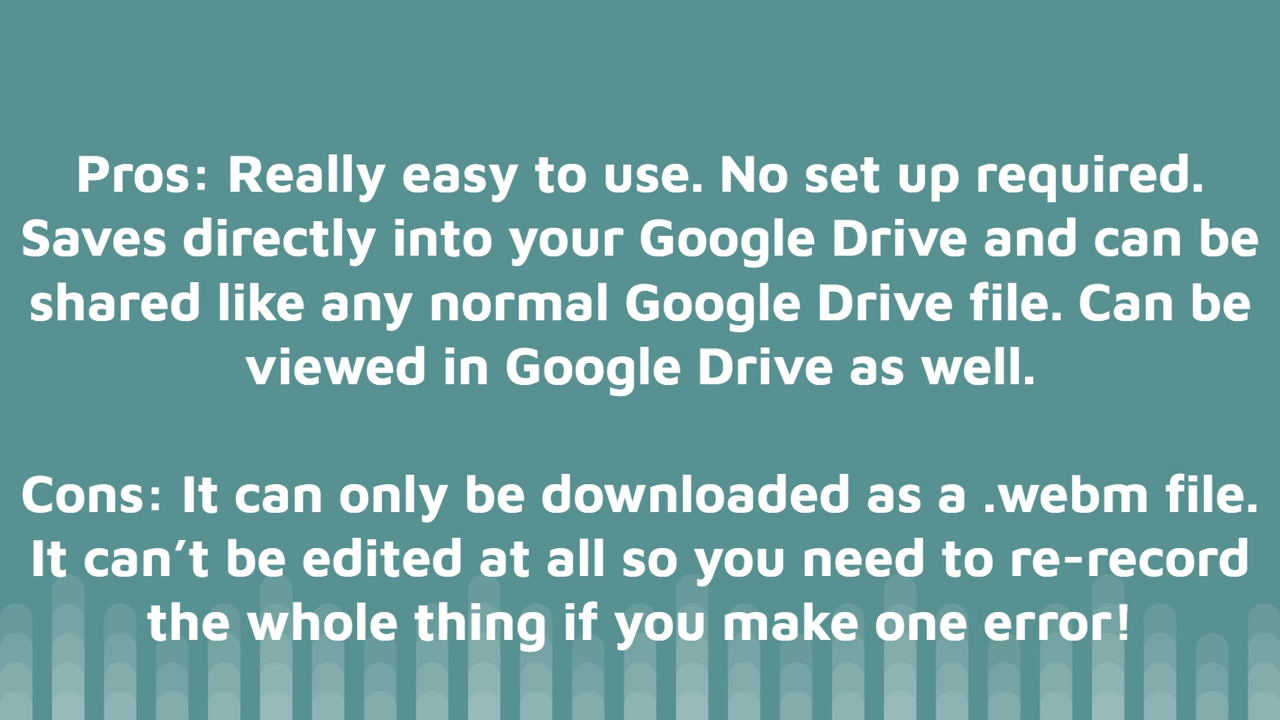 Pros: Really easy to use. No set up required.
Saves directly into your Google Drive and can be
shared like any normal Google Drive file. Can be
viewed in Google Drive as well.
Cons: It can only be downloaded as a .webm file.
It can’t be edited at all so you need to re-record
the whole thing if you make one error!